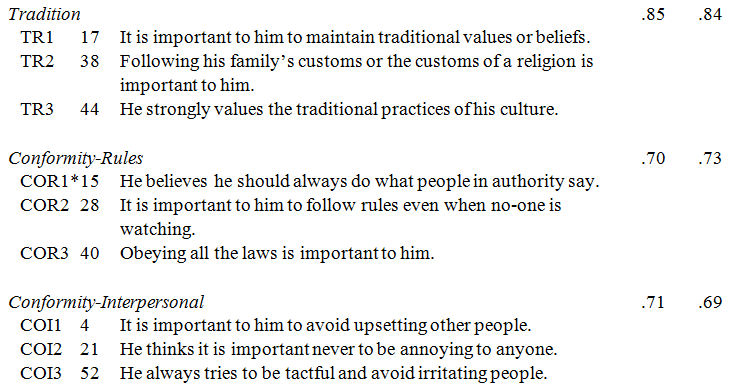 Tradition .85 .84
TR1 17 It is important to him to maintain traditional values or beliefs.
TR2 38 Following his family’s customs or the customs of a religion is
important to him.
TR3 44 He strongly values the traditional practices of his culture.
Conformity-Rules .70 .73
COR1*15 He believes he should always do what people in authority say.
COR2 28 It is important to him to follow rules even when no-one is
watching.
COR3 40 Obeying all the laws is important to him.
Conformity-Interpersonal .71 .69
COI1 4 It is important to him to avoid upsetting other people.
COI2 21 He thinks it is important never to be annoying to anyone.
COI3 52 He always tries to be tactful and avoid irritating people.